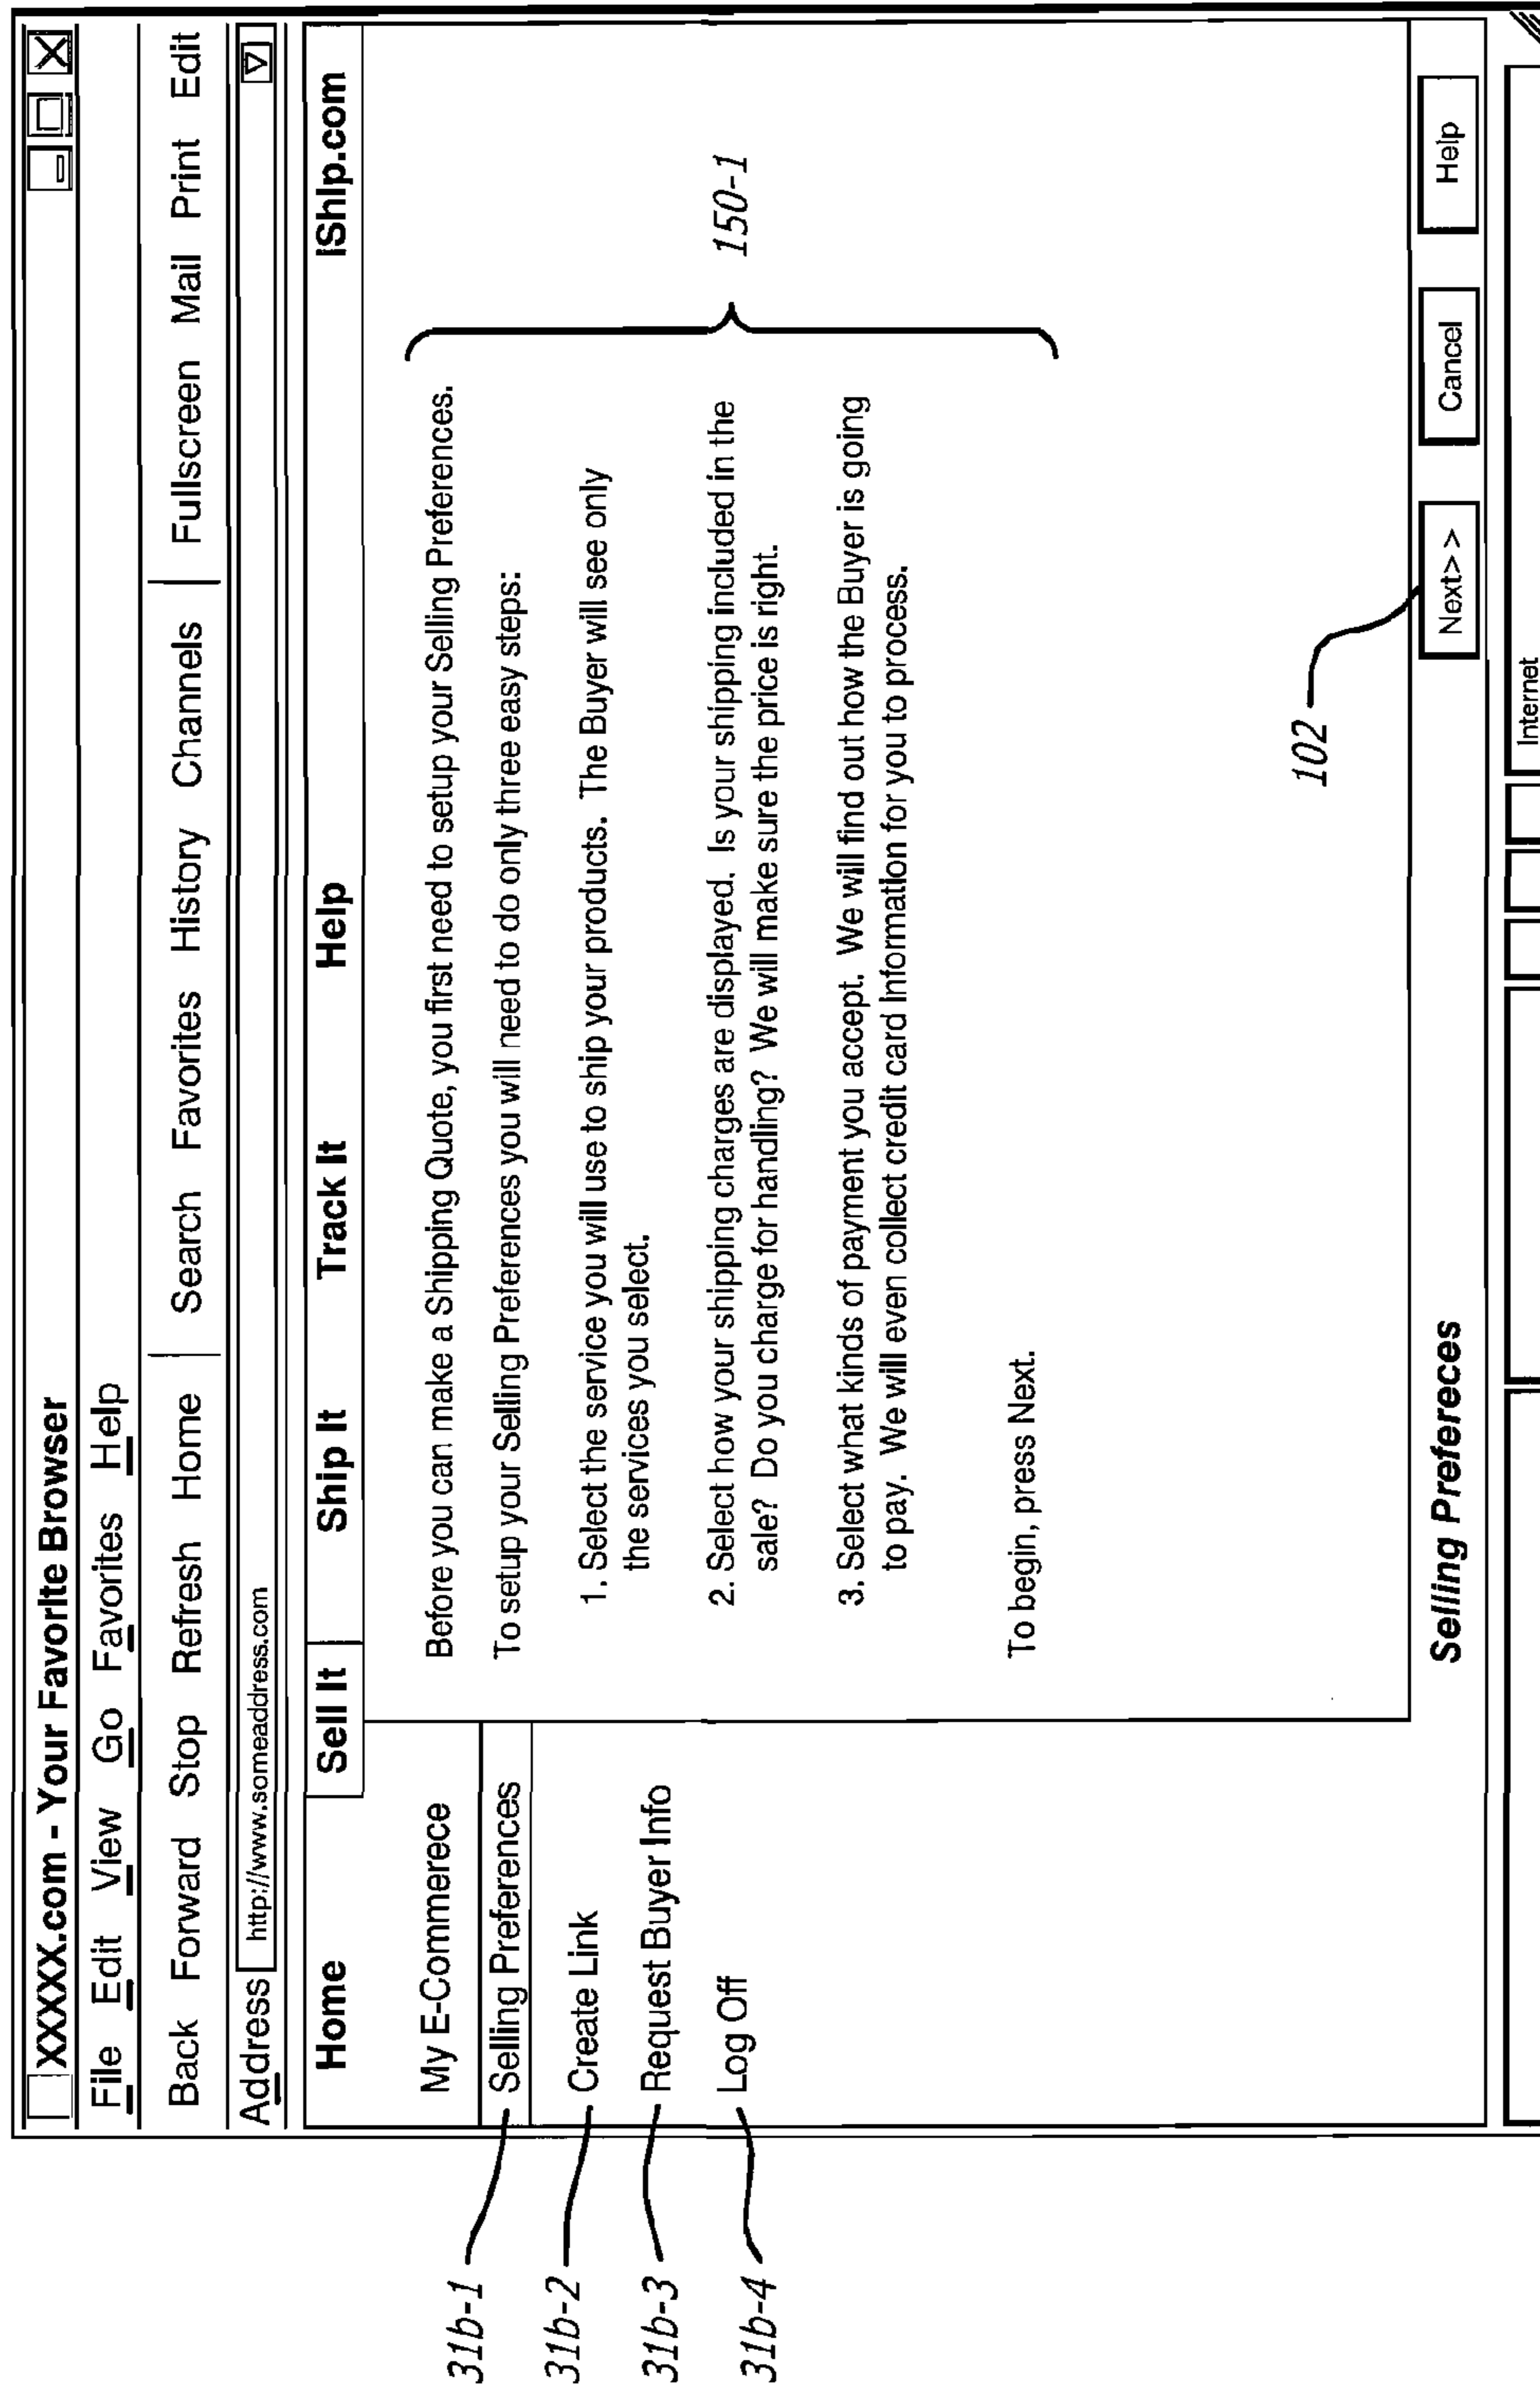 XXXXX.com - Your Favorite Browser
File Edit View Go Favorites Help
Back Forward Stop Refresh Home Search Favorites History Channels Fullscreen Mail Print Edit
Address http://www.someaddress.com
Home Sell It Ship It Track It Help IShip.com
My E-Commerece
31b-1 Selling Preferences
31b-2 Create Link
31b-3 Request Buyer Info
31b-4 Log Off
Before you can make a Shipping Quote, you first need to setup your Selling Preferences.
To setup your Selling Preferences you will need to do only three easy steps:
1. Select the service you will use to ship your products. The Buyer will see only
the services you select.
2. Select how your shipping charges are displayed. Is your shipping included in the
sale? Do you charge for handling? We will make sure the price is right.
3. Select what kinds of payment you accept. We will find out how the Buyer is going
to pay. We will even collect credit card Information for you to process.
To begin, press Next.
150-1
102
Selling Prefereces
Next>> Cancel Help
Internet